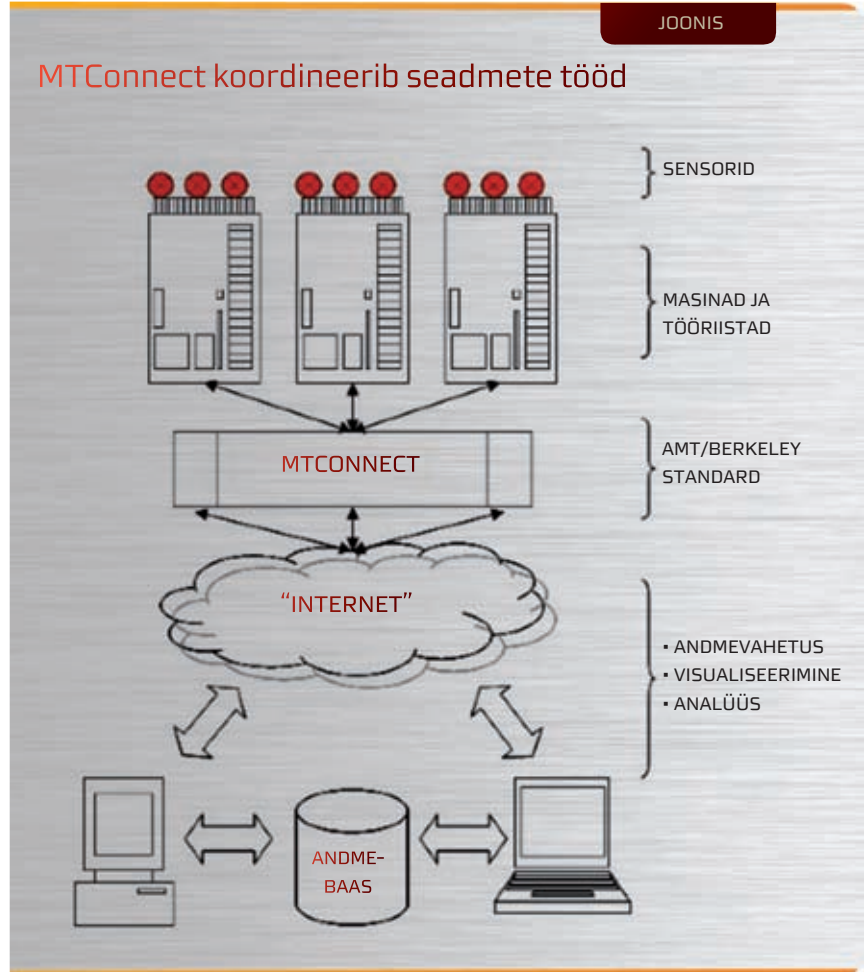 JOONIS
MTConnect koordineerib seadmete tööd
SENSORID
MASINAD JA
TÖÖRIISTAD
MTCONNECT
AMT/BERKELEY
STANDARD
“INTERNET”
▪ ANDMEVAHETUS
▪ VISUALISEERIMINE
▪ ANALÜÜS
ANDME-
BAAS